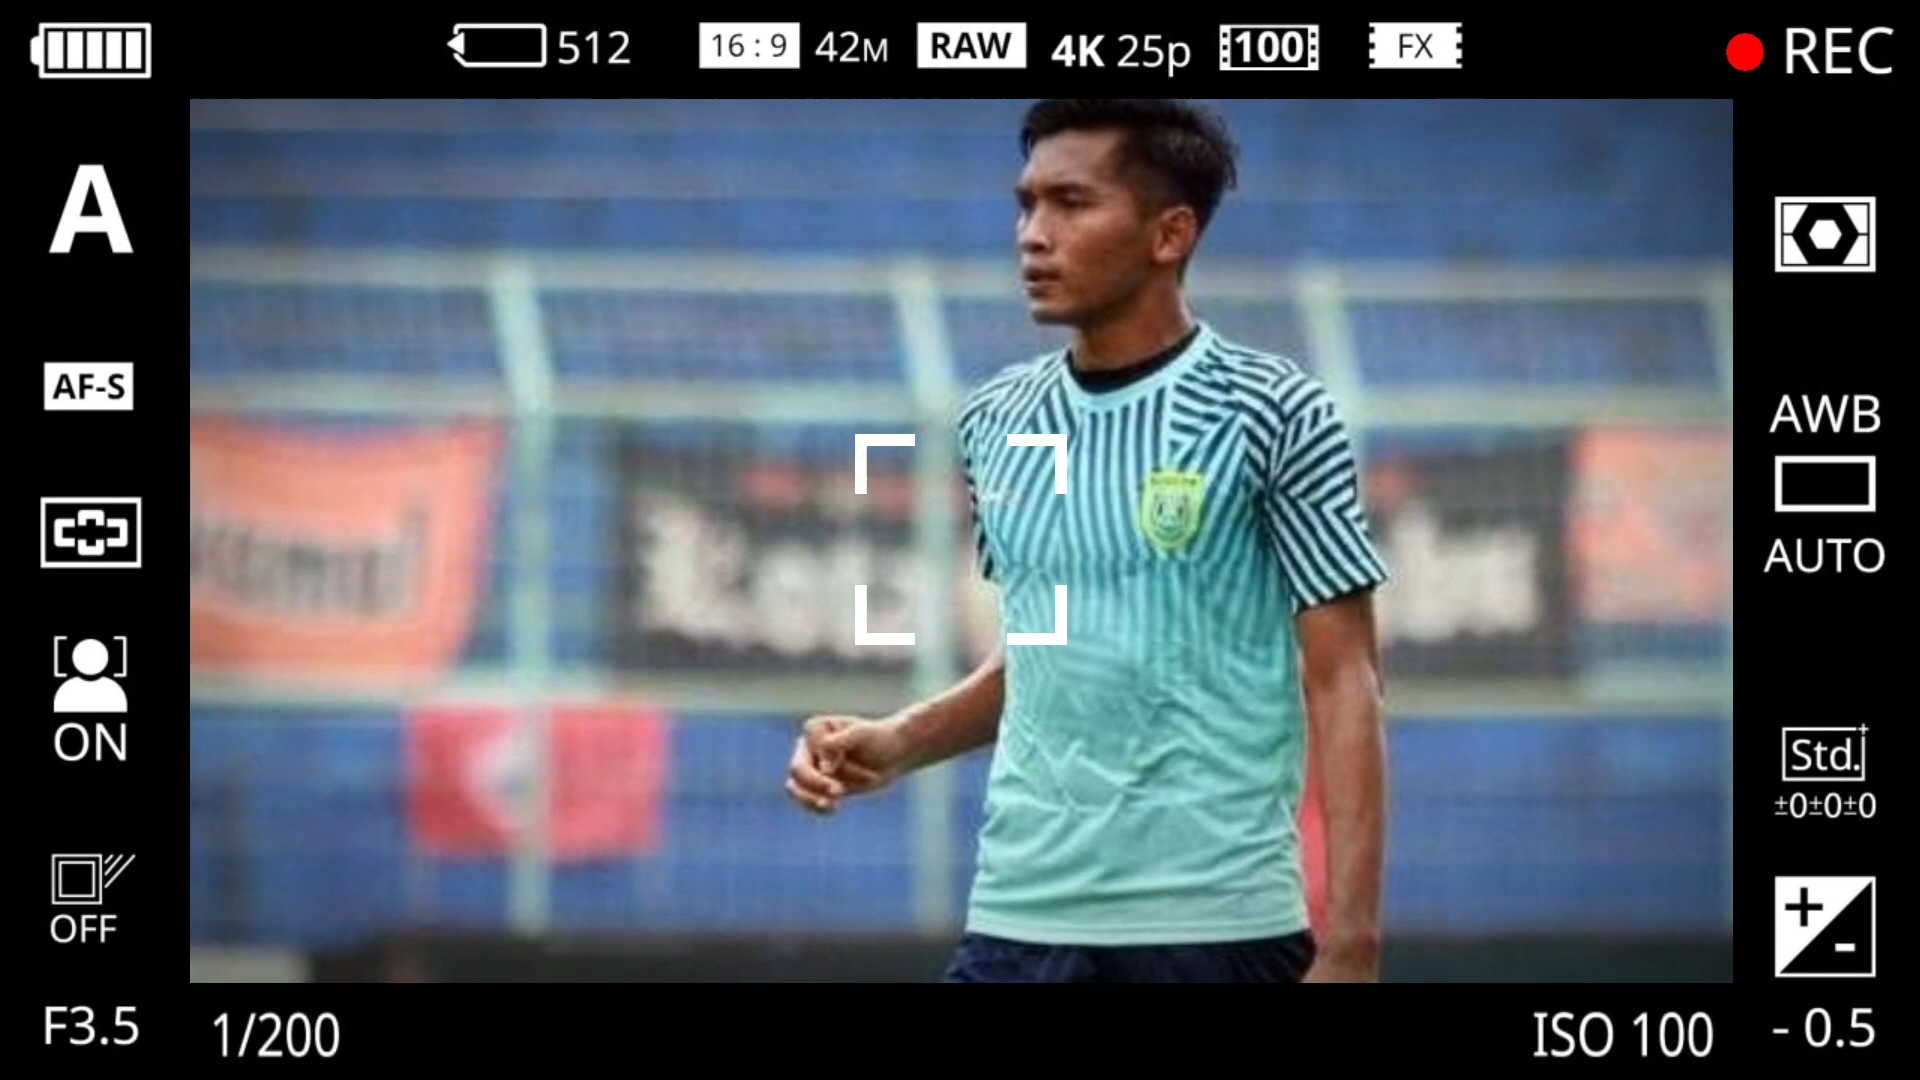 512
16:9 42M RAW 4K 25p 100 FX
REC
A
AF-S
ON
OFF
F3.5
1/200
AWB
AUTO
Std.+
±0±0±0
ISO 100
- 0.5